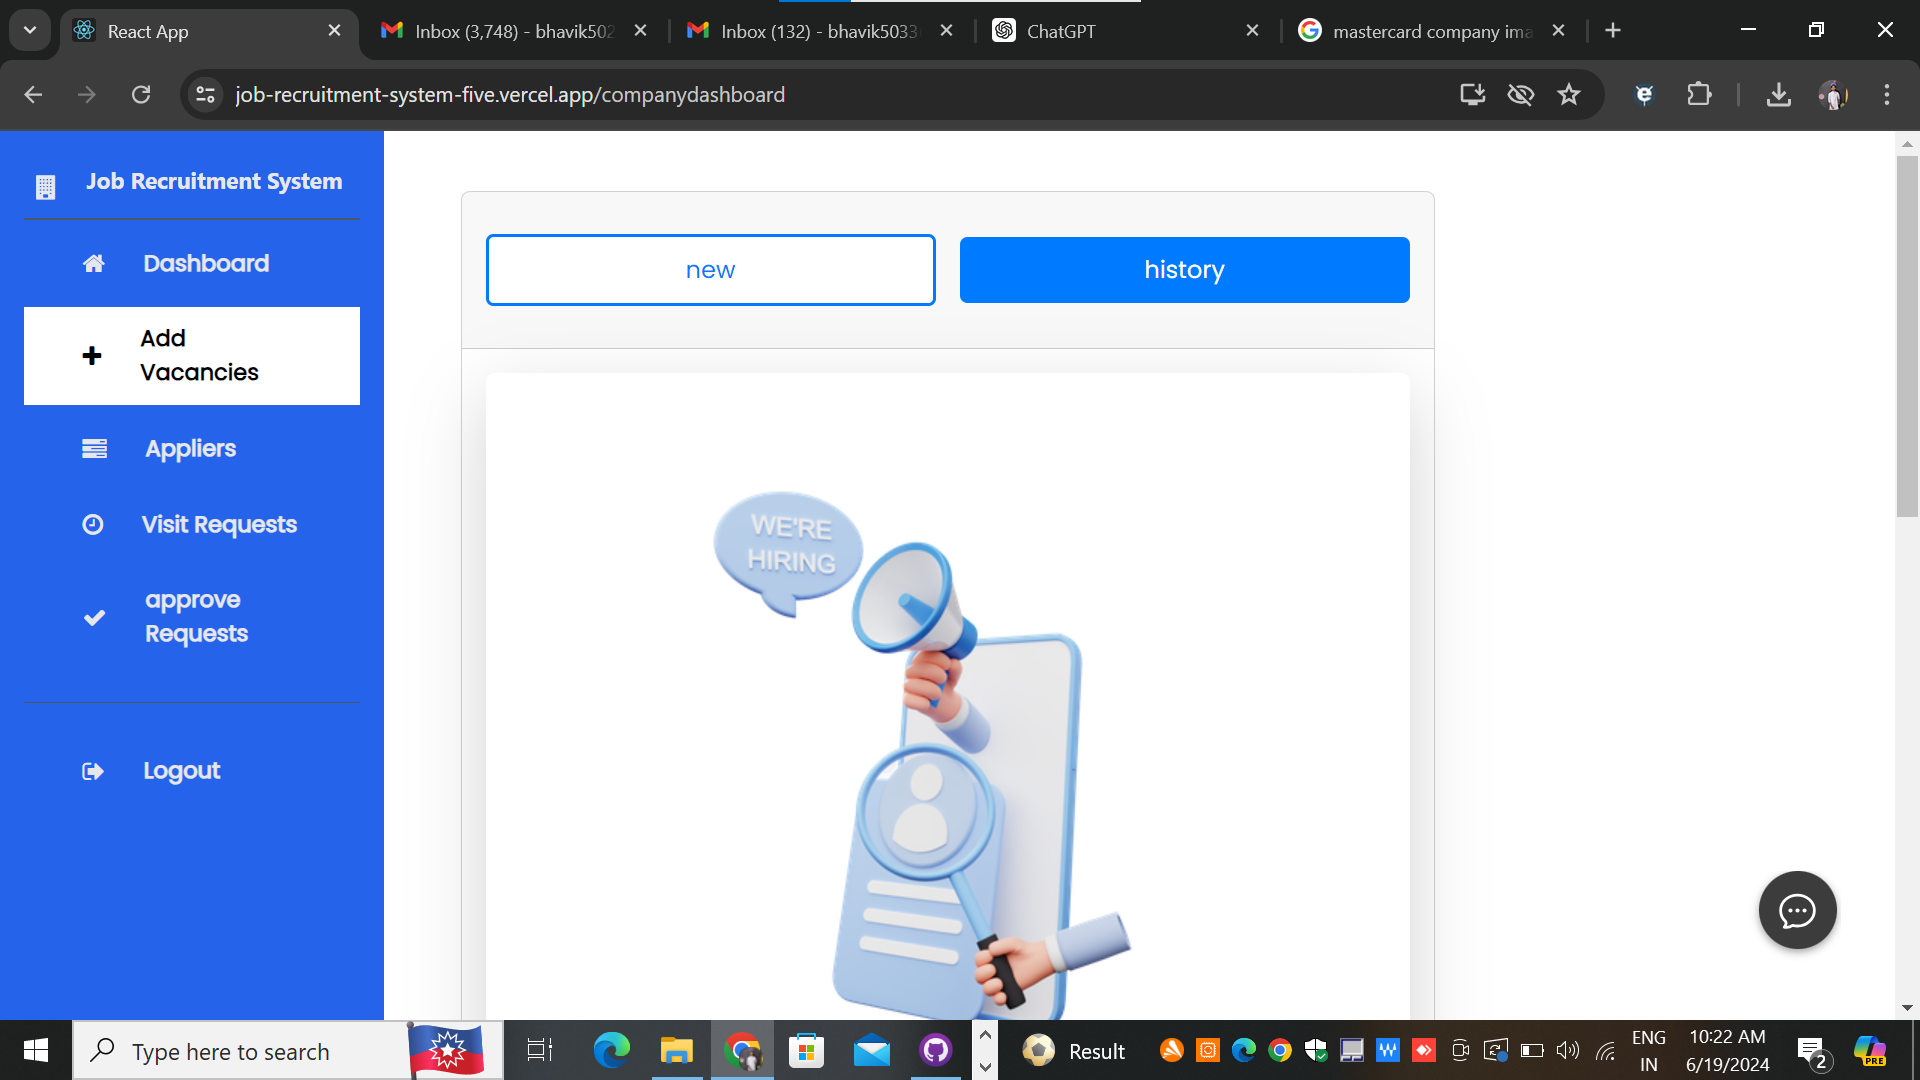 React App
Inbox (3,748) - bhavik502
Inbox (132) - bhavik5033
ChatGPT
mastercard company ima
job-recruitment-system-five.vercel.app/companydashboard
Job Recruitment System
Dashboard
Add
Vacancies
Appliers
Visit Requests
approve
Requests
Logout
new
history
WE'RE
HIRING
Type here to search
Result
ENG
IN
10:22 AM
6/19/2024
2
PRE